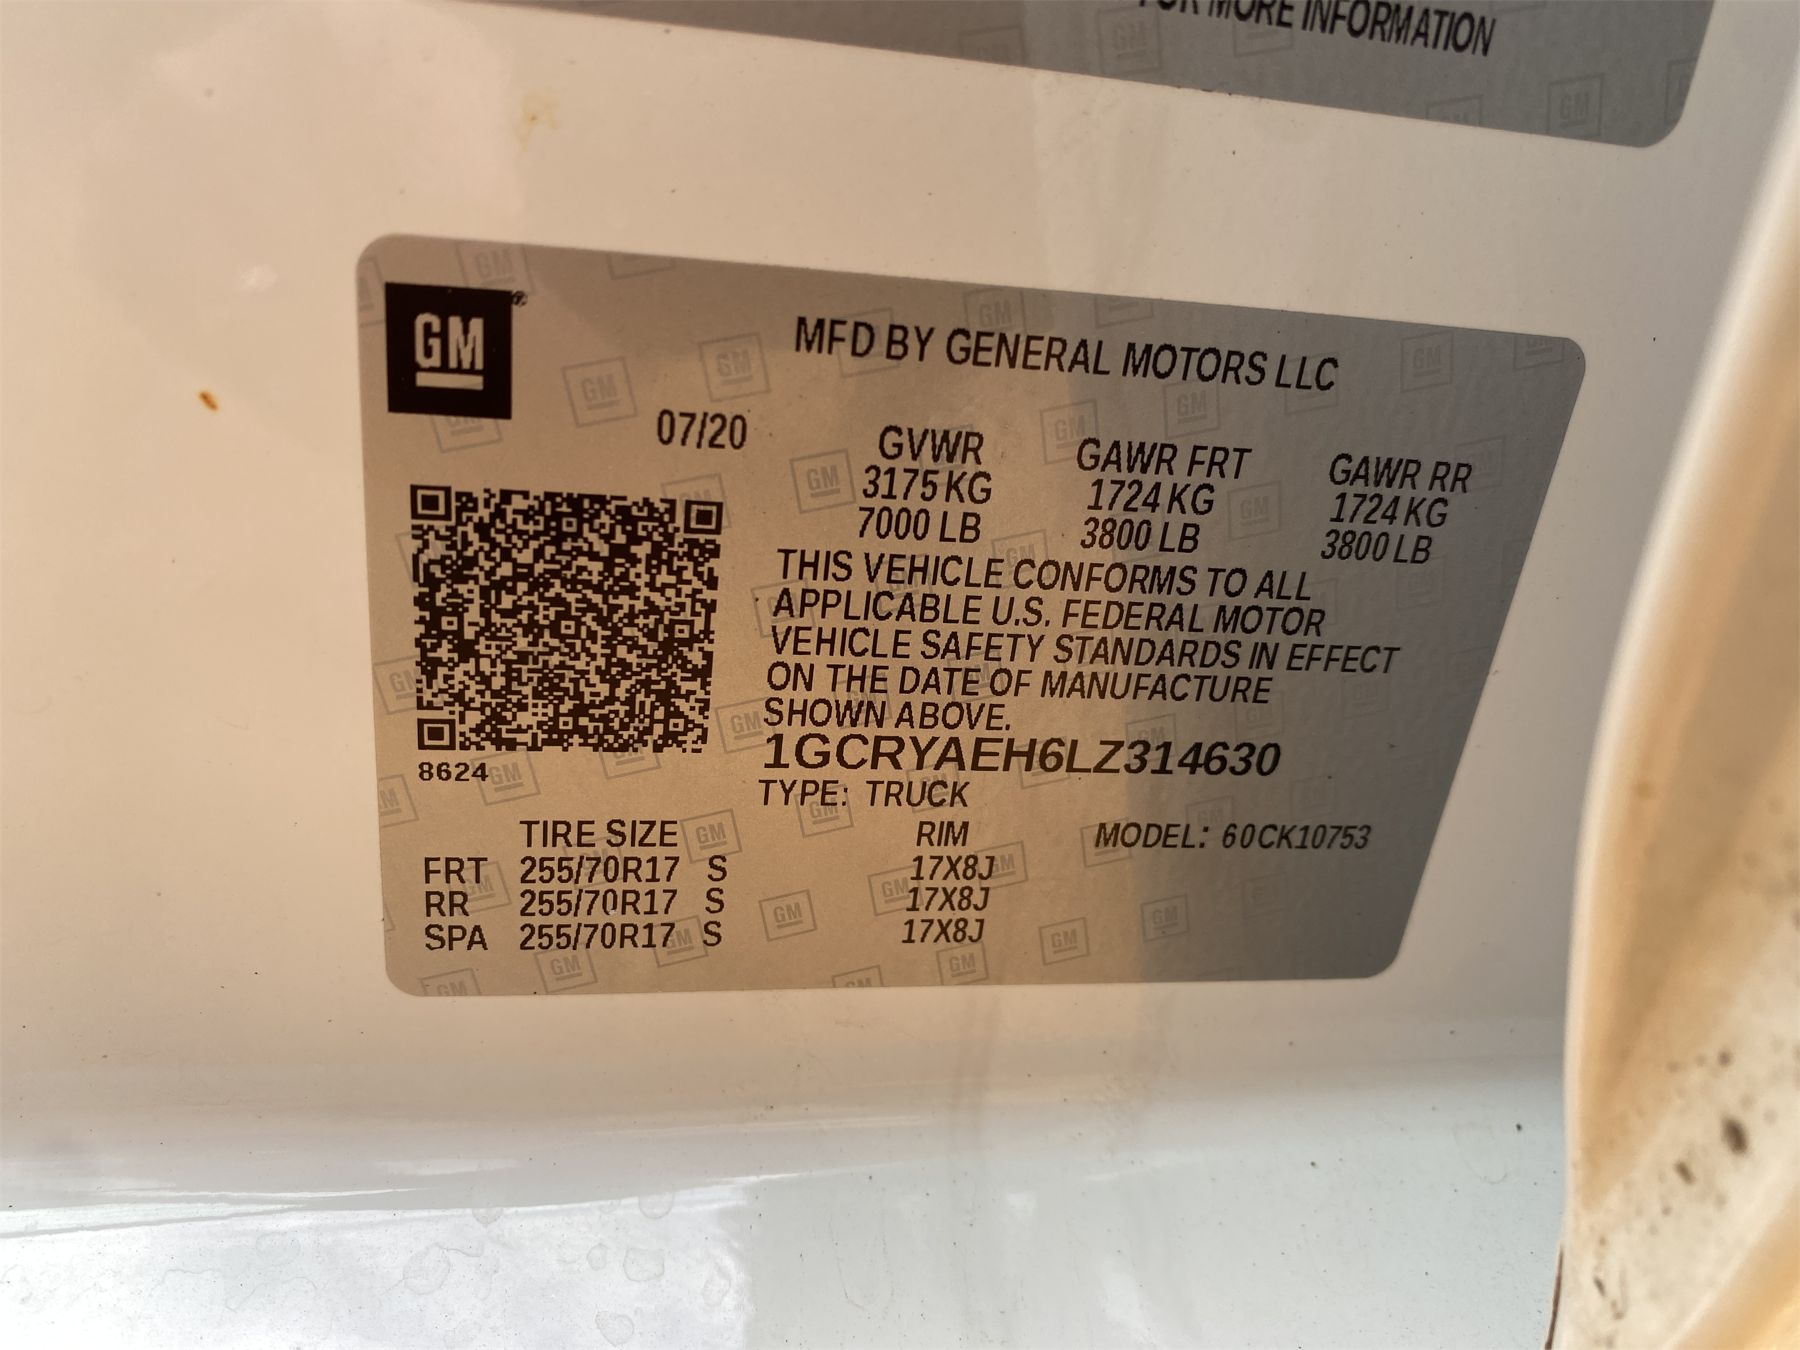 FOR MORE INFORMATION
GM®
MFD BY GENERAL MOTORS LLC
07/20
GVWR GAWR FRT GAWR RR
3175 KG 1724 KG 1724 KG
7000 LB 3800 LB 3800 LB
THIS VEHICLE CONFORMS TO ALL
APPLICABLE U.S. FEDERAL MOTOR
VEHICLE SAFETY STANDARDS IN EFFECT
ON THE DATE OF MANUFACTURE
SHOWN ABOVE.
1GCRYAEH6LZ314630
8624
TYPE: TRUCK
TIRE SIZE RIM MODEL: 60CK10753
FRT 255/70R17 S 17X8J
RR 255/70R17 S 17X8J
SPA 255/70R17 S 17X8J